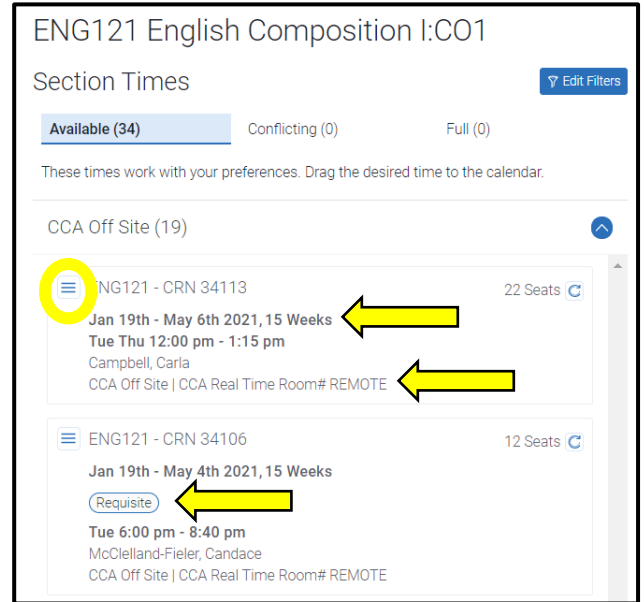 ENG121 English Composition I:CO1
Section Times
Edit Filters
Available (34) Conflicting (0) Full (0)
These times work with your preferences. Drag the desired time to the calendar.
CCA Off Site (19)
ENG121 - CRN 34113 22 Seats
Jan 19th - May 6th 2021, 15 Weeks
Tue Thu 12:00 pm - 1:15 pm
Campbell, Carla
CCA Off Site | CCA Real Time Room# REMOTE
ENG121 - CRN 34106 12 Seats
Jan 19th - May 4th 2021, 15 Weeks
Requisite
Tue 6:00 pm - 8:40 pm
McClelland-Fieler, Candace
CCA Off Site | CCA Real Time Room# REMOTE